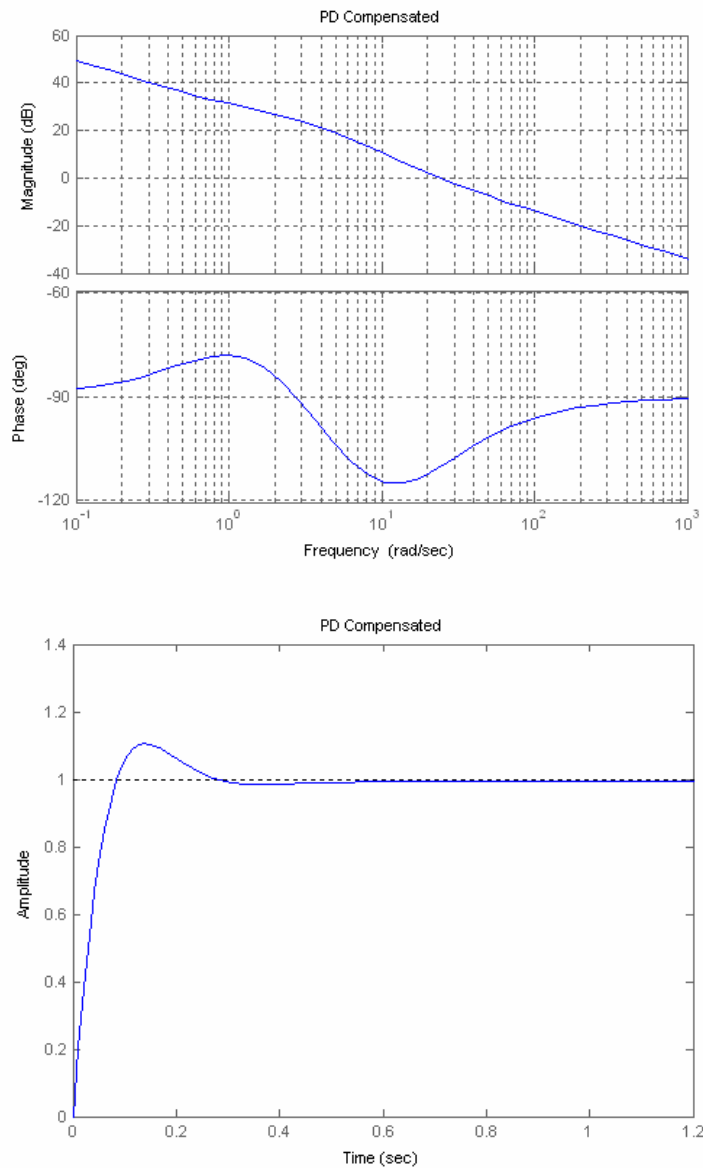 PD Compensated
60
40
20
0
-20
-40
Magnitude (dB)
-60
-90
-120
Phase (deg)
10^-1 10^0 10^1 10^2 10^3
Frequency (rad/sec)
PD Compensated
1.4
1.2
1
0.8
0.6
0.4
0.2
0
Amplitude
0 0.2 0.4 0.6 0.8 1 1.2
Time (sec)